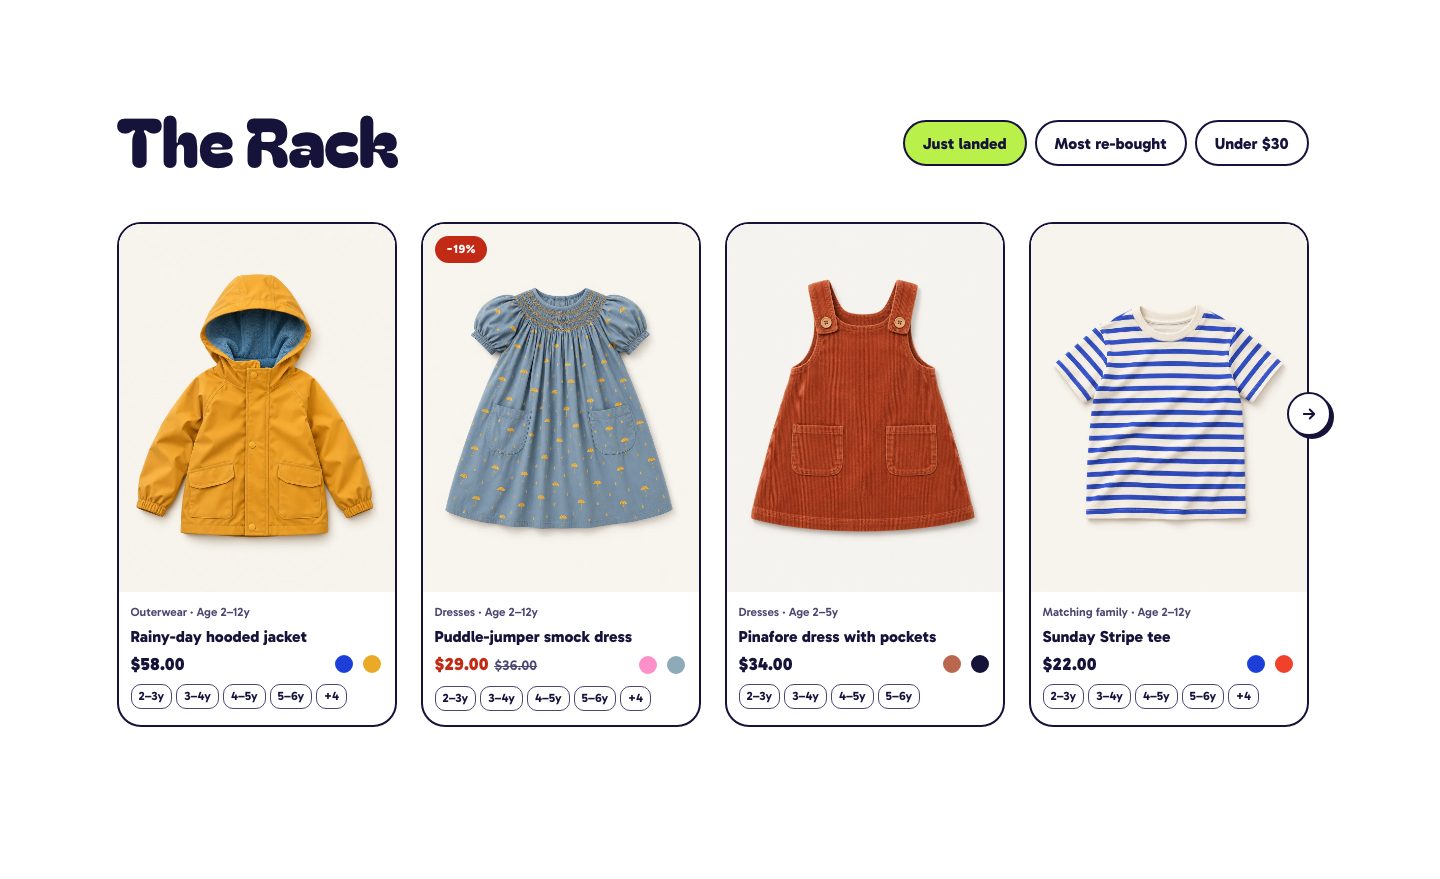 The Rack
Just landed
Most re-bought
Under $30
Outerwear · Age 2–12y
Rainy-day hooded jacket
$58.00
2–3y 3–4y 4–5y 5–6y +4
-19%
Dresses · Age 2–12y
Puddle-jumper smock dress
$29.00 $36.00
2–3y 3–4y 4–5y 5–6y +4
Dresses · Age 2–5y
Pinafore dress with pockets
$34.00
2–3y 3–4y 4–5y 5–6y
Matching family · Age 2–12y
Sunday Stripe tee
$22.00
2–3y 3–4y 4–5y 5–6y +4